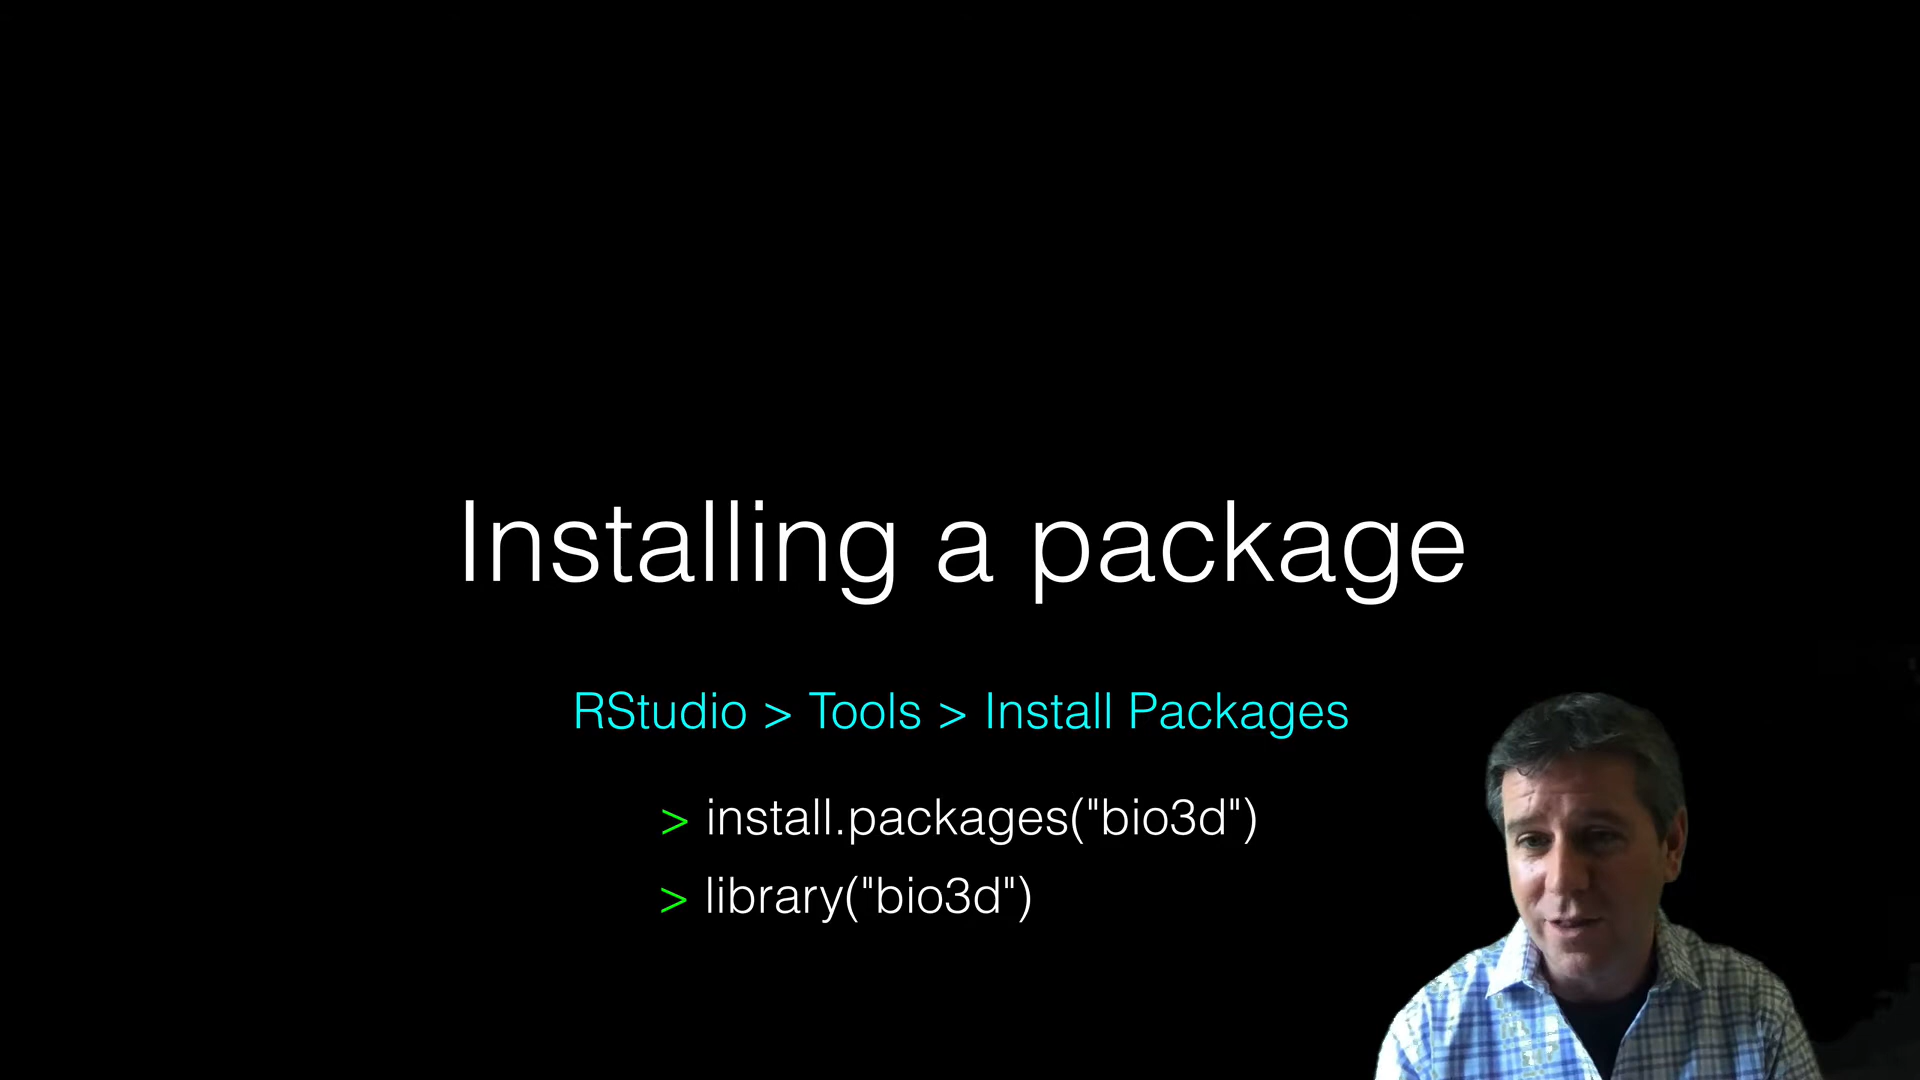 Installing a package
RStudio > Tools > Install Packages
> install.packages("bio3d")
> library("bio3d")